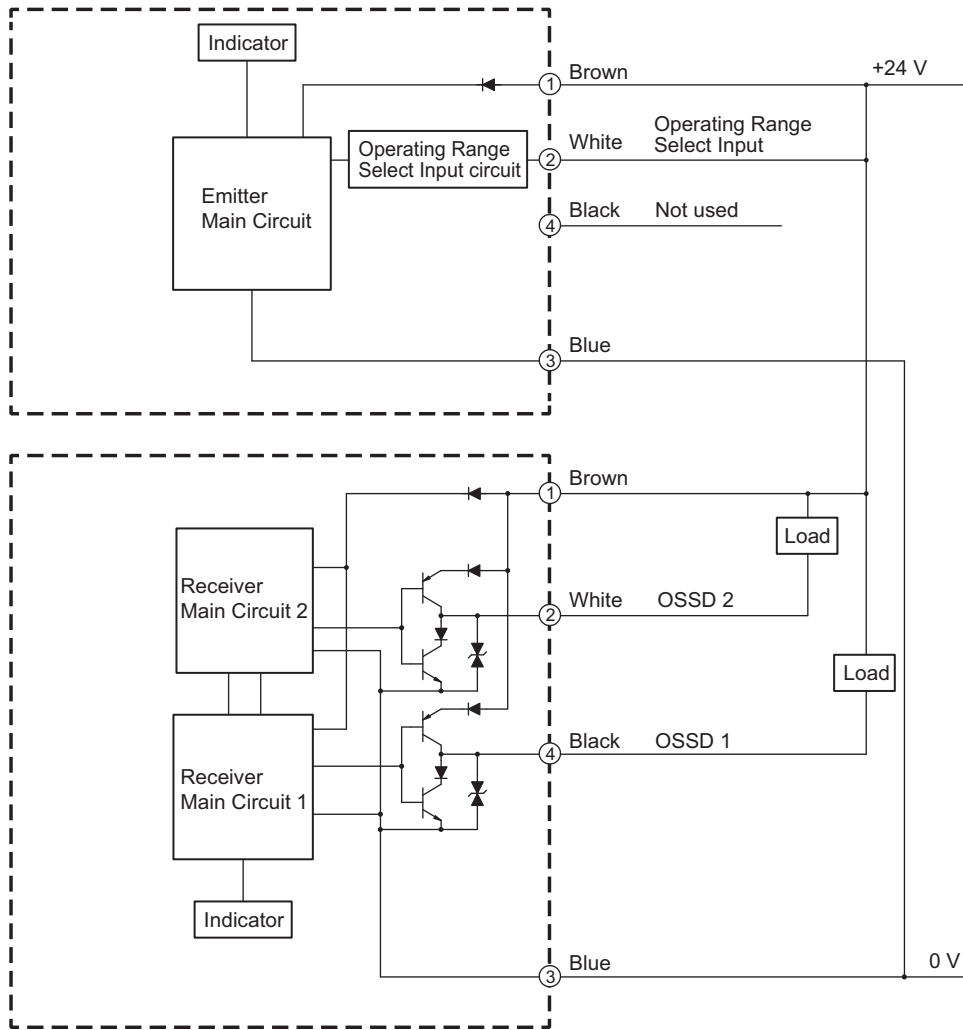 Indicator
Brown
+24 V
1
Operating Range
Select Input circuit
White
Operating Range
Select Input
2
Emitter
Main Circuit
Black
Not used
4
Blue
3
Brown
1
Load
Receiver
Main Circuit 2
White
OSSD 2
2
Load
Black
OSSD 1
4
Receiver
Main Circuit 1
Indicator
Blue
0 V
3